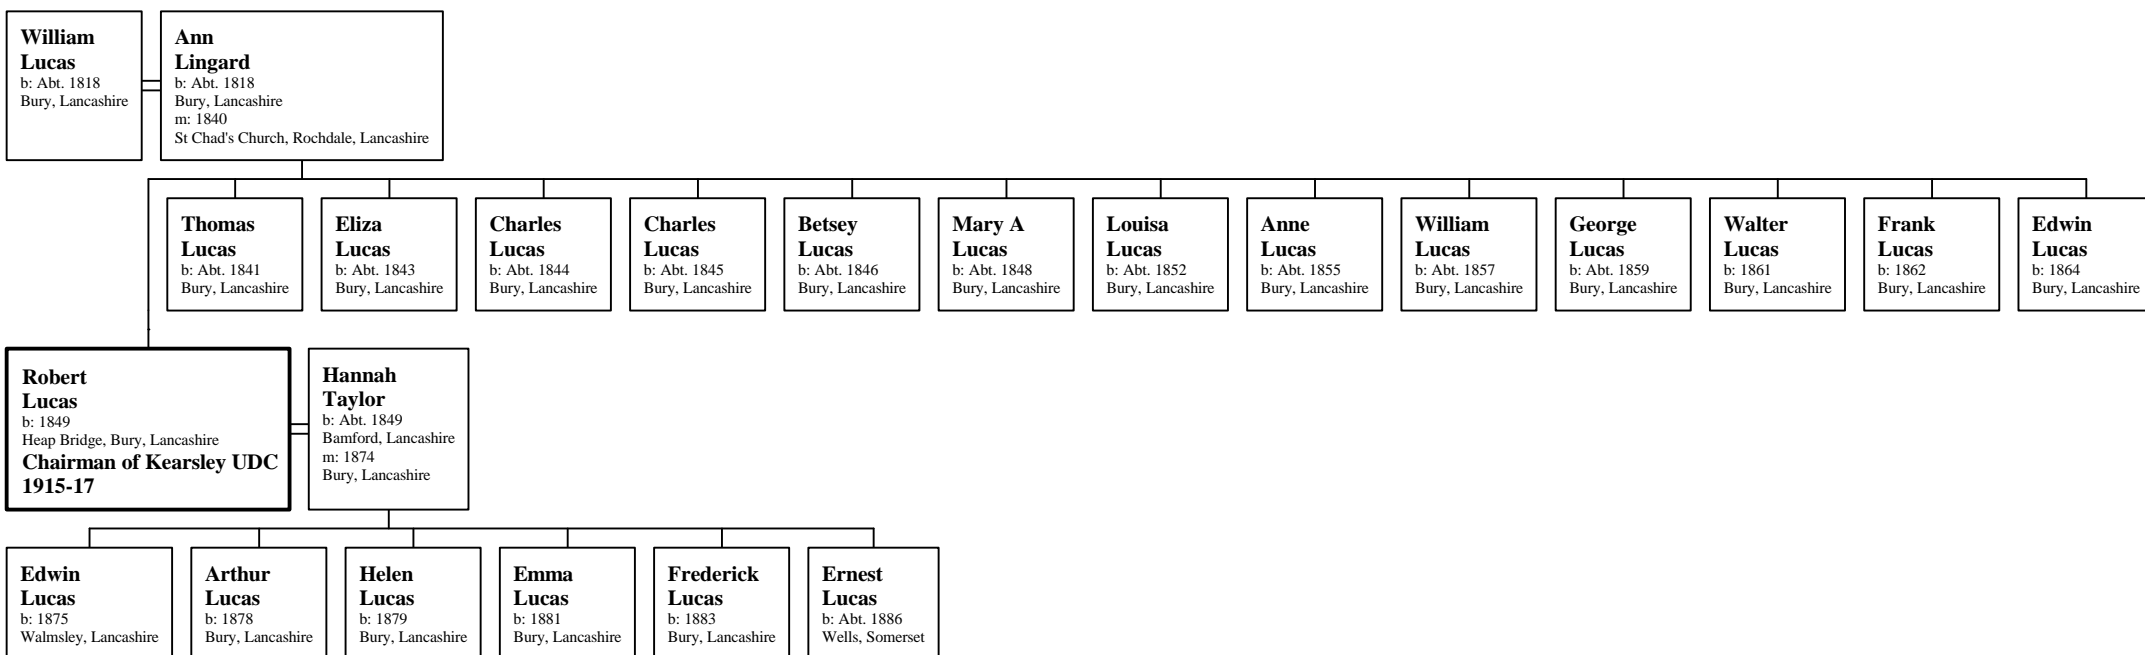 William
Lucas
b: Abt. 1818
Bury, Lancashire
Ann
Lingard
b: Abt. 1818
Bury, Lancashire
m: 1840
St Chad's Church, Rochdale, Lancashire
Thomas
Lucas
b: Abt. 1841
Bury, Lancashire
Eliza
Lucas
b: Abt. 1843
Bury, Lancashire
Charles
Lucas
b: Abt. 1844
Bury, Lancashire
Charles
Lucas
b: Abt. 1845
Bury, Lancashire
Betsey
Lucas
b: Abt. 1846
Bury, Lancashire
Mary A
Lucas
b: Abt. 1848
Bury, Lancashire
Louisa
Lucas
b: Abt. 1852
Bury, Lancashire
Anne
Lucas
b: Abt. 1855
Bury, Lancashire
William
Lucas
b: Abt. 1857
Bury, Lancashire
George
Lucas
b: Abt. 1859
Bury, Lancashire
Walter
Lucas
b: 1861
Bury, Lancashire
Frank
Lucas
b: 1862
Bury, Lancashire
Edwin
Lucas
b: 1864
Bury, Lancashire
Robert
Lucas
b: 1849
Heap Bridge, Bury, Lancashire
Chairman of Kearsley UDC
1915-17
Hannah
Taylor
b: Abt. 1849
Bamford, Lancashire
m: 1874
Bury, Lancashire
Edwin
Lucas
b: 1875
Walmsley, Lancashire
Arthur
Lucas
b: 1878
Bury, Lancashire
Helen
Lucas
b: 1879
Bury, Lancashire
Emma
Lucas
b: 1881
Bury, Lancashire
Frederick
Lucas
b: 1883
Bury, Lancashire
Ernest
Lucas
b: Abt. 1886
Wells, Somerset